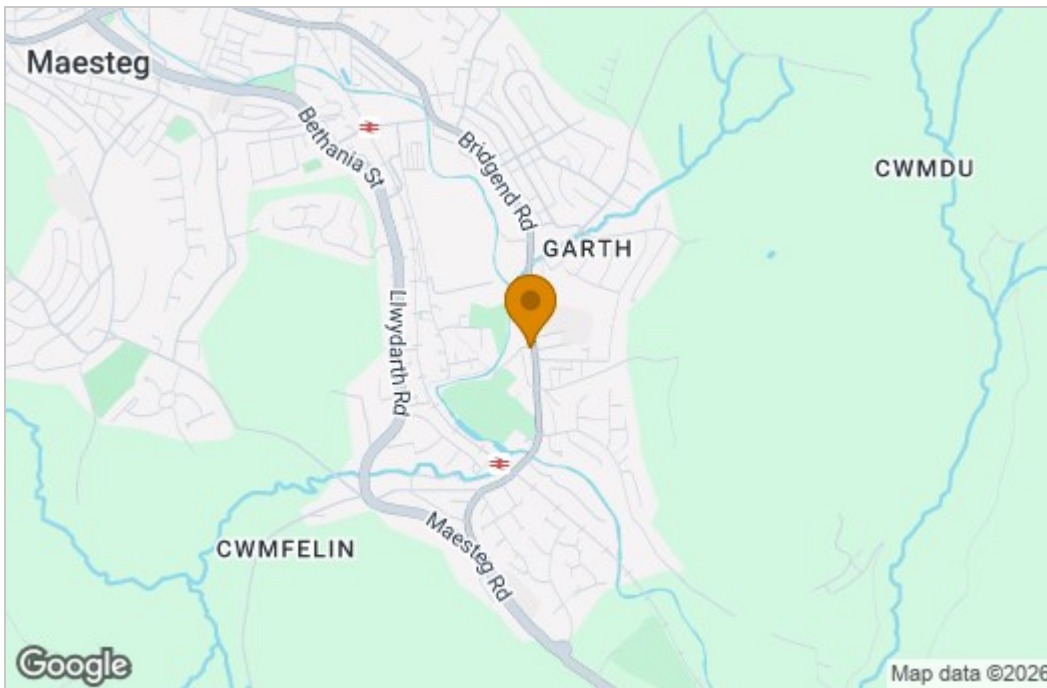 Maesteg
Bethania St
Bridgend Rd
CWMDU
GARTH
Llwydarth Rd
CWMFELIN
Maesteg Rd
Google
Map data ©2026